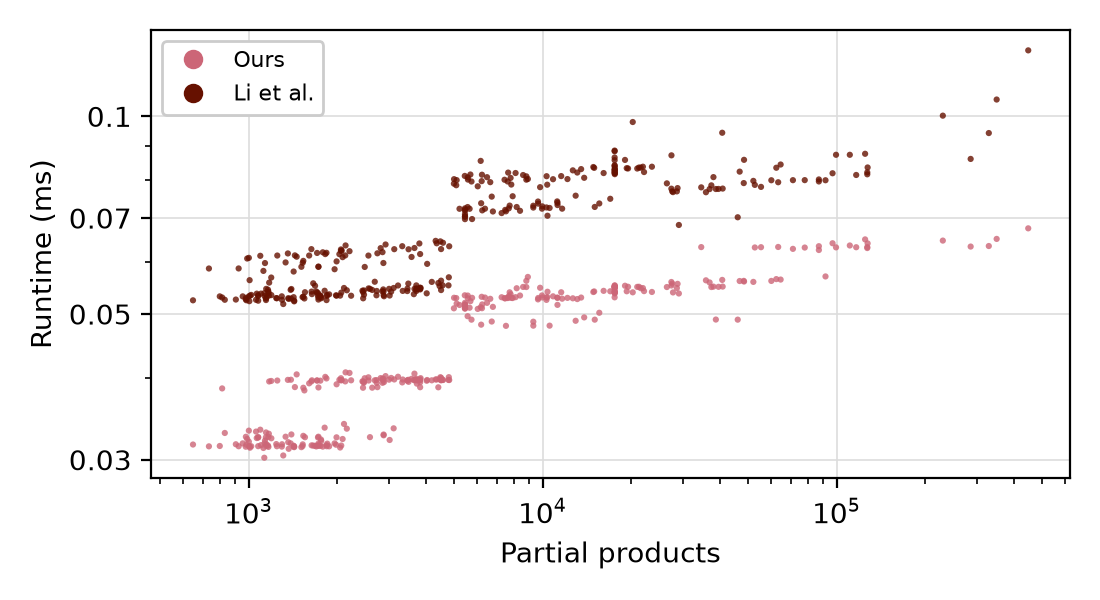 Ours
Li et al.
Runtime (ms)
0.1
0.07
0.05
0.03
10³
10⁴
10⁵
Partial products